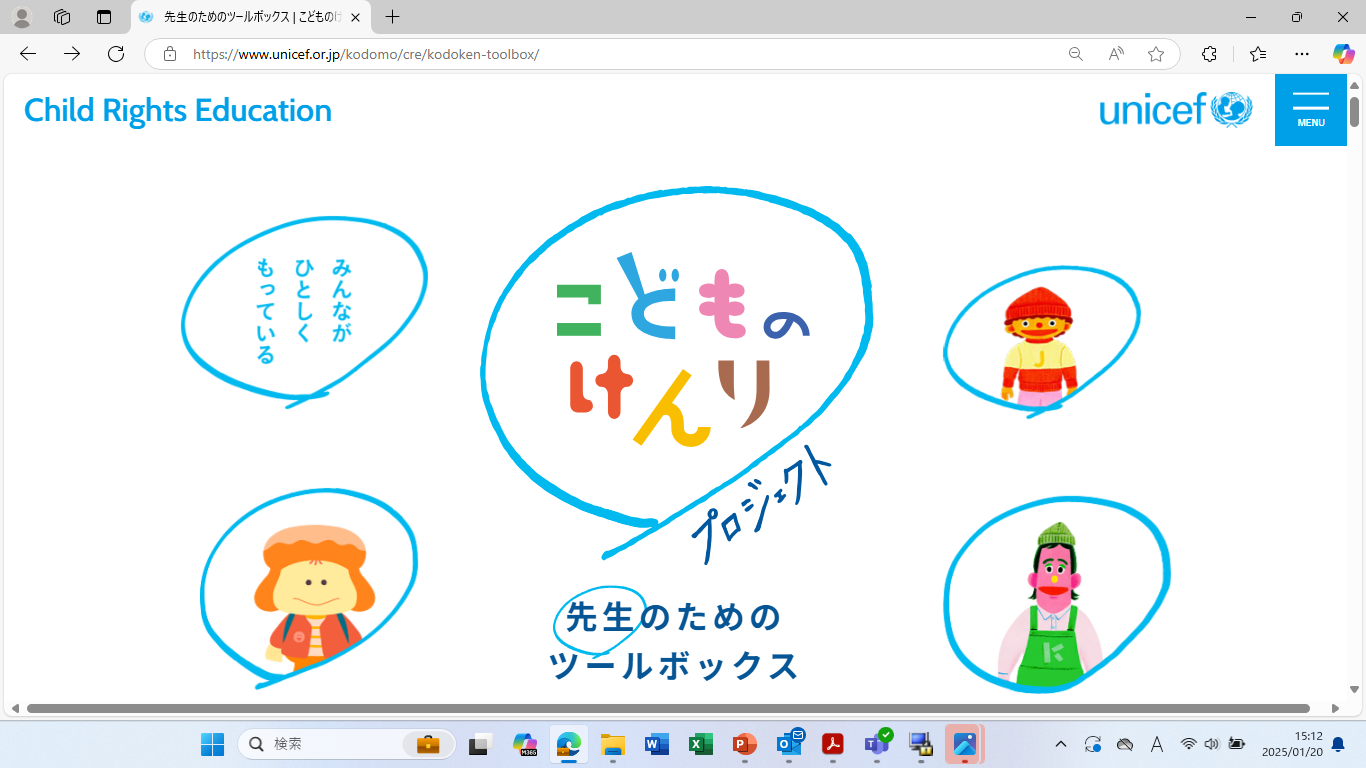 先生のためのツールボックス | こどものけ
https://www.unicef.or.jp/kodomo/cre/kodoken-toolbox/
Child Rights Education
unicef
MENU
みんなが
ひとしく
もっている
こどもの
けんり
プロジェクト
J
K
先生のための
ツールボックス
検索
M365
15:12
2025/01/20